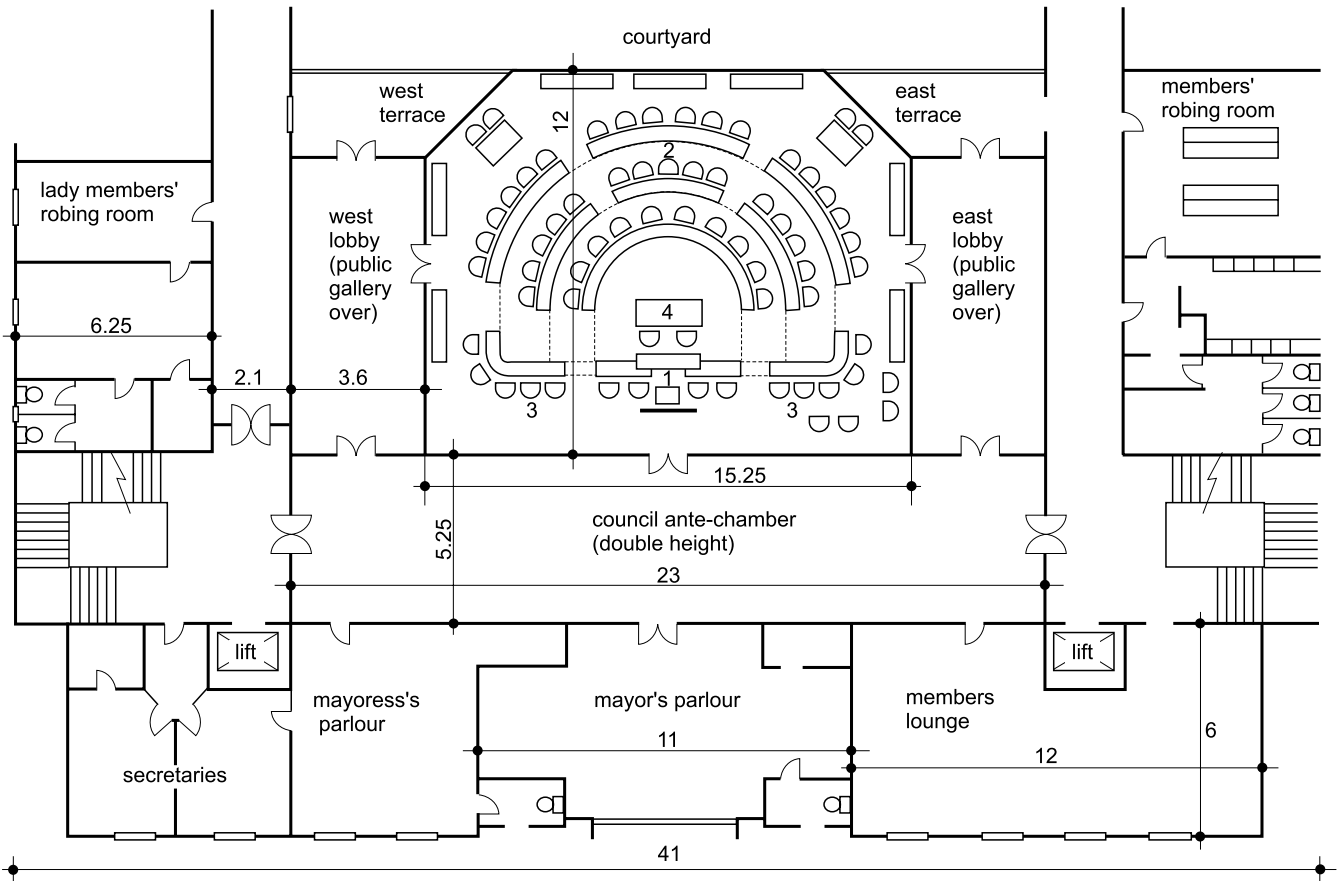 courtyard
west
terrace
12
east
terrace
members'
robing room
2
lady members'
robing room
west
lobby
(public
gallery
over)
east
lobby
(public
gallery
over)
4
6.25
2.1
3.6
1
3
3
15.25
5.25
council ante-chamber
(double height)
23
lift
lift
mayoress's
parlour
mayor's parlour
members
lounge
11
6
12
secretaries
41